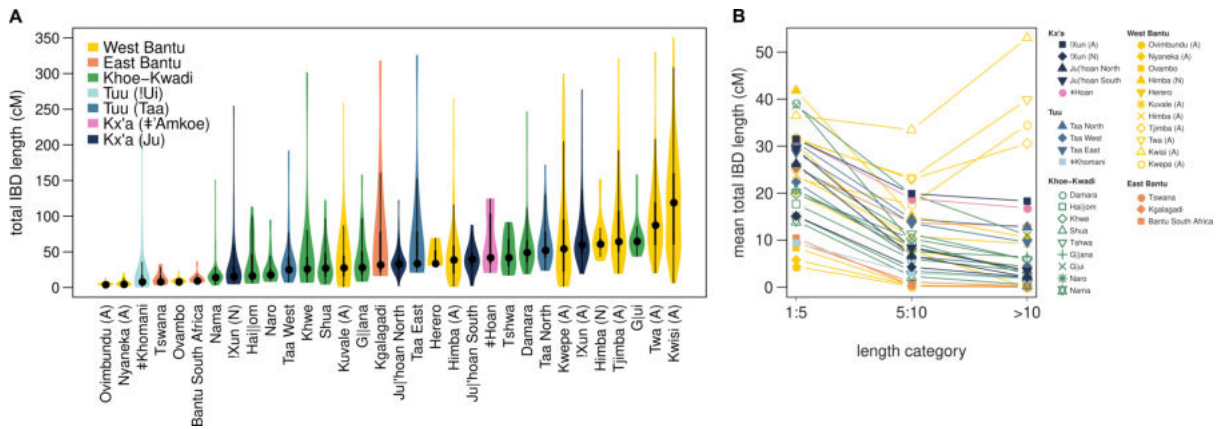 A
total IBD length (cM)
350
300
250
200
150
100
50
0
West Bantu
East Bantu
Khoe−Kwadi
Tuu (!Ui)
Tuu (Taa)
Kx'a (ǂ'Amkoe)
Kx'a (Ju)
Ovimbundu (A)
Nyaneka (A)
ǂKhomani
Tswana
Ovambo
Bantu South Africa
Nama
!Xun (N)
Hai||om
Naro
Taa West
Khwe
Shua
Kuvale (A)
G||ana
Kgalagadi
Ju|'hoan North
Taa East
Herero
Himba (A)
Ju|'hoan South
ǂHoan
Tshwa
Damara
Taa North
Kwepe (A)
!Xun (A)
Himba (N)
Tjimba (A)
G|ui
Twa (A)
Kwisi (A)
B
mean total IBD length (cM)
50
40
30
20
10
0
1:5
5:10
>10
length category
Kx'a
!Xun (A)
!Xun (N)
Ju|'hoan North
Ju|'hoan South
ǂHoan
Tuu
Taa North
Taa West
Taa East
ǂKhomani
Khoe−Kwadi
Damara
Hai||om
Khwe
Shua
Tshwa
G||ana
G|ui
Naro
Nama
West Bantu
Ovimbundu (A)
Nyaneka (A)
Ovambo
Himba (N)
Herero
Kuvale (A)
Himba (A)
Tjimba (A)
Twa (A)
Kwisi (A)
Kwepe (A)
East Bantu
Tswana
Kgalagadi
Bantu South Africa